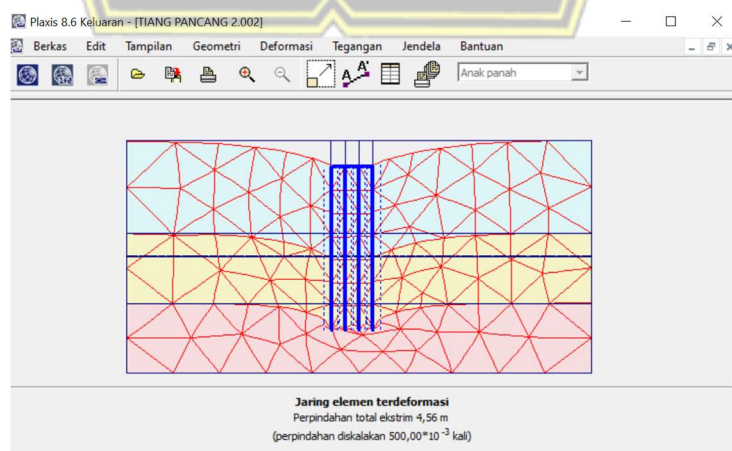 Plaxis 8.6 Keluaran - [TIANG PANCANG 2.002]
Berkas Edit Tampilan Geometri Deformasi Tegangan Jendela Bantuan
A A' Anak panah
Jaring elemen terdeformasi
Perpindahan total ekstrim 4,56 m
(perpindahan diskalakan 500,00*10⁻³ kali)